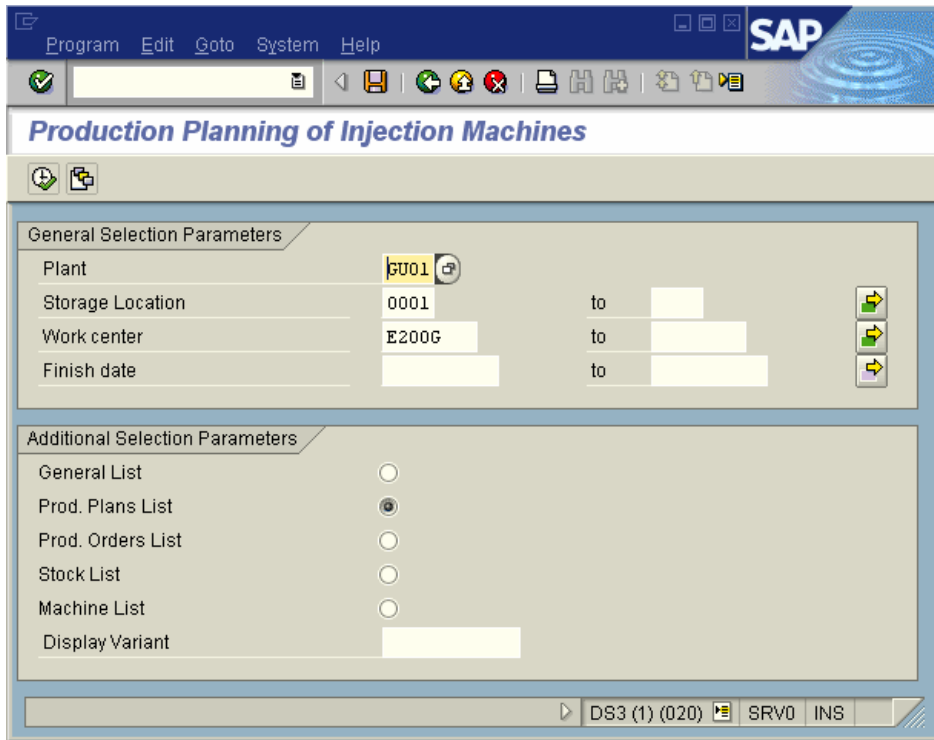 Program Edit Goto System Help
SAP
Production Planning of Injection Machines
General Selection Parameters
Plant GU01
Storage Location 0001 to
Work center E200G to
Finish date to
Additional Selection Parameters
General List
Prod. Plans List
Prod. Orders List
Stock List
Machine List
Display Variant
DS3 (1) (020) SRV0 INS